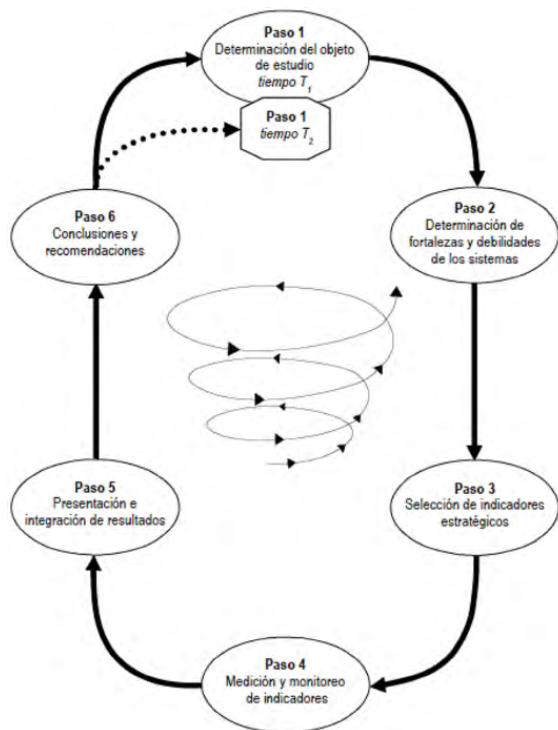 Paso 1
Determinación del objeto
de estudio
tiempo T1
Paso 1
tiempo T2
Paso 2
Determinación de
fortalezas y debilidades
de los sistemas
Paso 3
Selección de indicadores
estratégicos
Paso 4
Medición y monitoreo
de indicadores
Paso 5
Presentación e
integración de resultados
Paso 6
Conclusiones y
recomendaciones